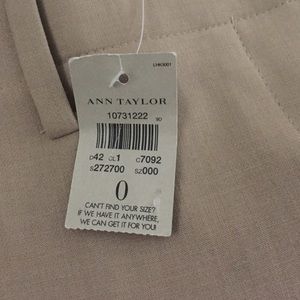 LHK0001
ANN TAYLOR
10731222
90
D42 CL1 C7092
S272700 SZ000
0
CAN'T FIND YOUR SIZE?
IF WE HAVE IT ANYWHERE,
WE CAN GET IT FOR YOU!